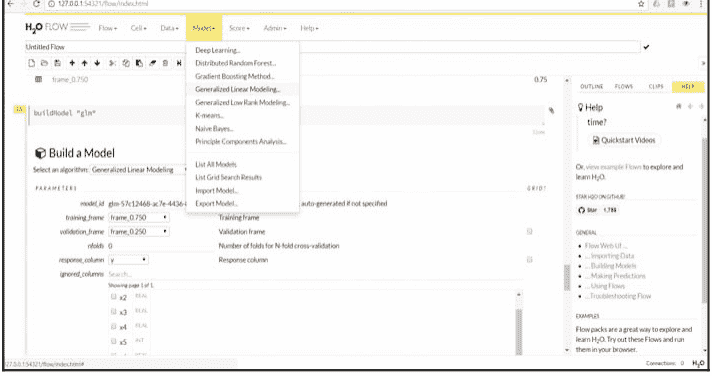 127.0.0.1:54321/flow/index.html
H2O FLOW Flow Cell Data Model Score Admin Help
Untitled Flow
frame_0.750 0.75
buildModel "glm"
Build a Model
Select an algorithm: Generalized Linear Modeling
PARAMETERS GRID?
model_id glm-57c12468-ac7e-4436- auto-generated if not specified
training_frame frame_0.750 Training frame
validation_frame frame_0.250 Validation frame
nfolds 0 Number of folds for N-fold cross-validation
response_column y Response column
ignored_columns Search...
Showing page 1 of 1.
x2 REAL
x3 REAL
x4 REAL
x5 INT
Deep Learning...
Distributed Random Forest...
Gradient Boosting Method...
Generalized Linear Modeling...
Generalized Low Rank Modeling...
K-means...
Naive Bayes...
Principle Components Analysis...
List All Models
List Grid Search Results
Import Model...
Export Model...
OUTLINE FLOWS CLIPS HELP
Help
time?
Quickstart Videos
Or, view example Flows to explore and
learn H2O.
STAR H2O ON GITHUB!
Star 1,788
GENERAL
Flow Web UI ...
... Importing Data
... Building Models
... Making Predictions
... Using Flows
... Troubleshooting Flow
EXAMPLES
Flow packs are a great way to explore and
learn H2O. Try out these Flows and run
them in your browser.
127.0.0.1:54321/flow/index.html#
Connections: 0 H2O